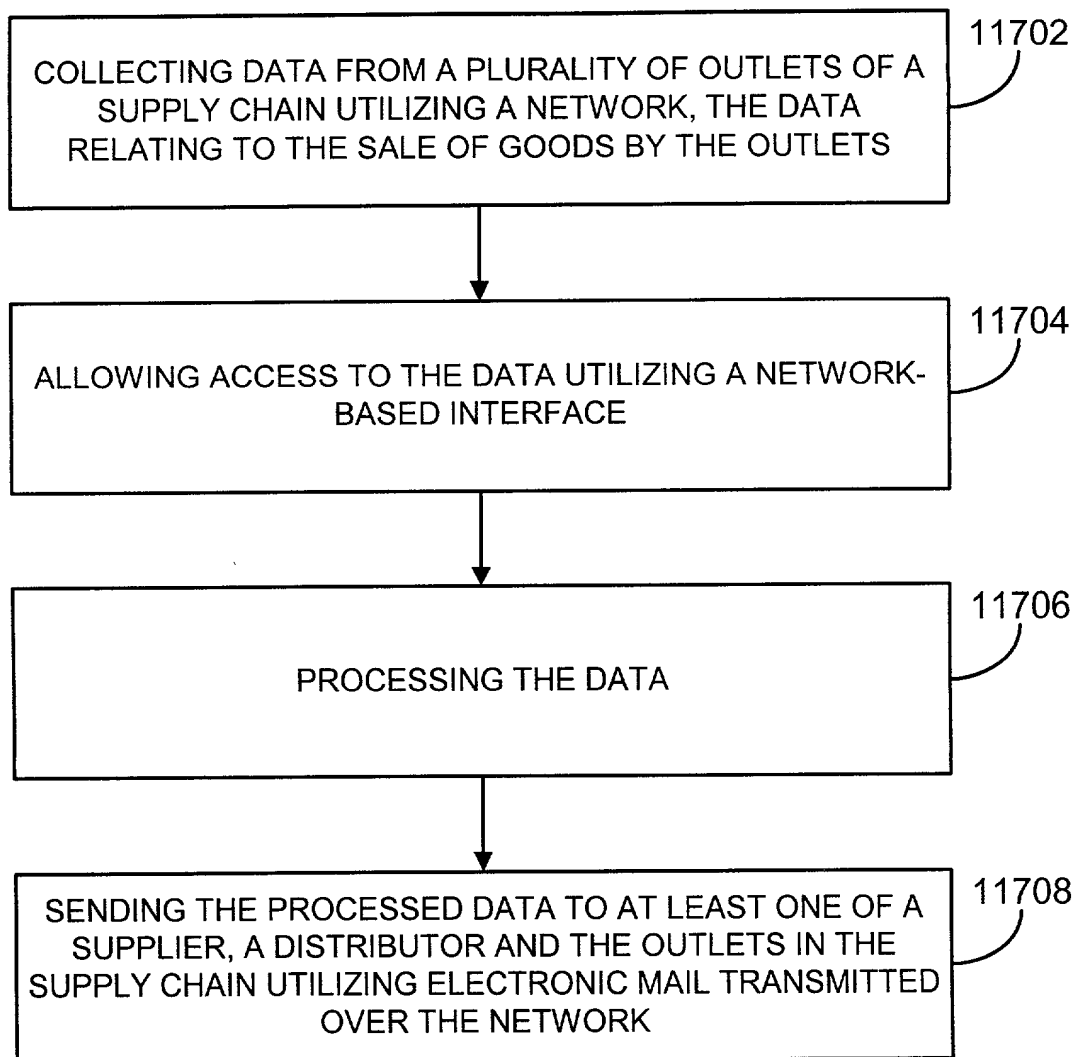 11702
COLLECTING DATA FROM A PLURALITY OF OUTLETS OF A
SUPPLY CHAIN UTILIZING A NETWORK, THE DATA
RELATING TO THE SALE OF GOODS BY THE OUTLETS
11704
ALLOWING ACCESS TO THE DATA UTILIZING A NETWORK-
BASED INTERFACE
11706
PROCESSING THE DATA
11708
SENDING THE PROCESSED DATA TO AT LEAST ONE OF A
SUPPLIER, A DISTRIBUTOR AND THE OUTLETS IN THE
SUPPLY CHAIN UTILIZING ELECTRONIC MAIL TRANSMITTED
OVER THE NETWORK